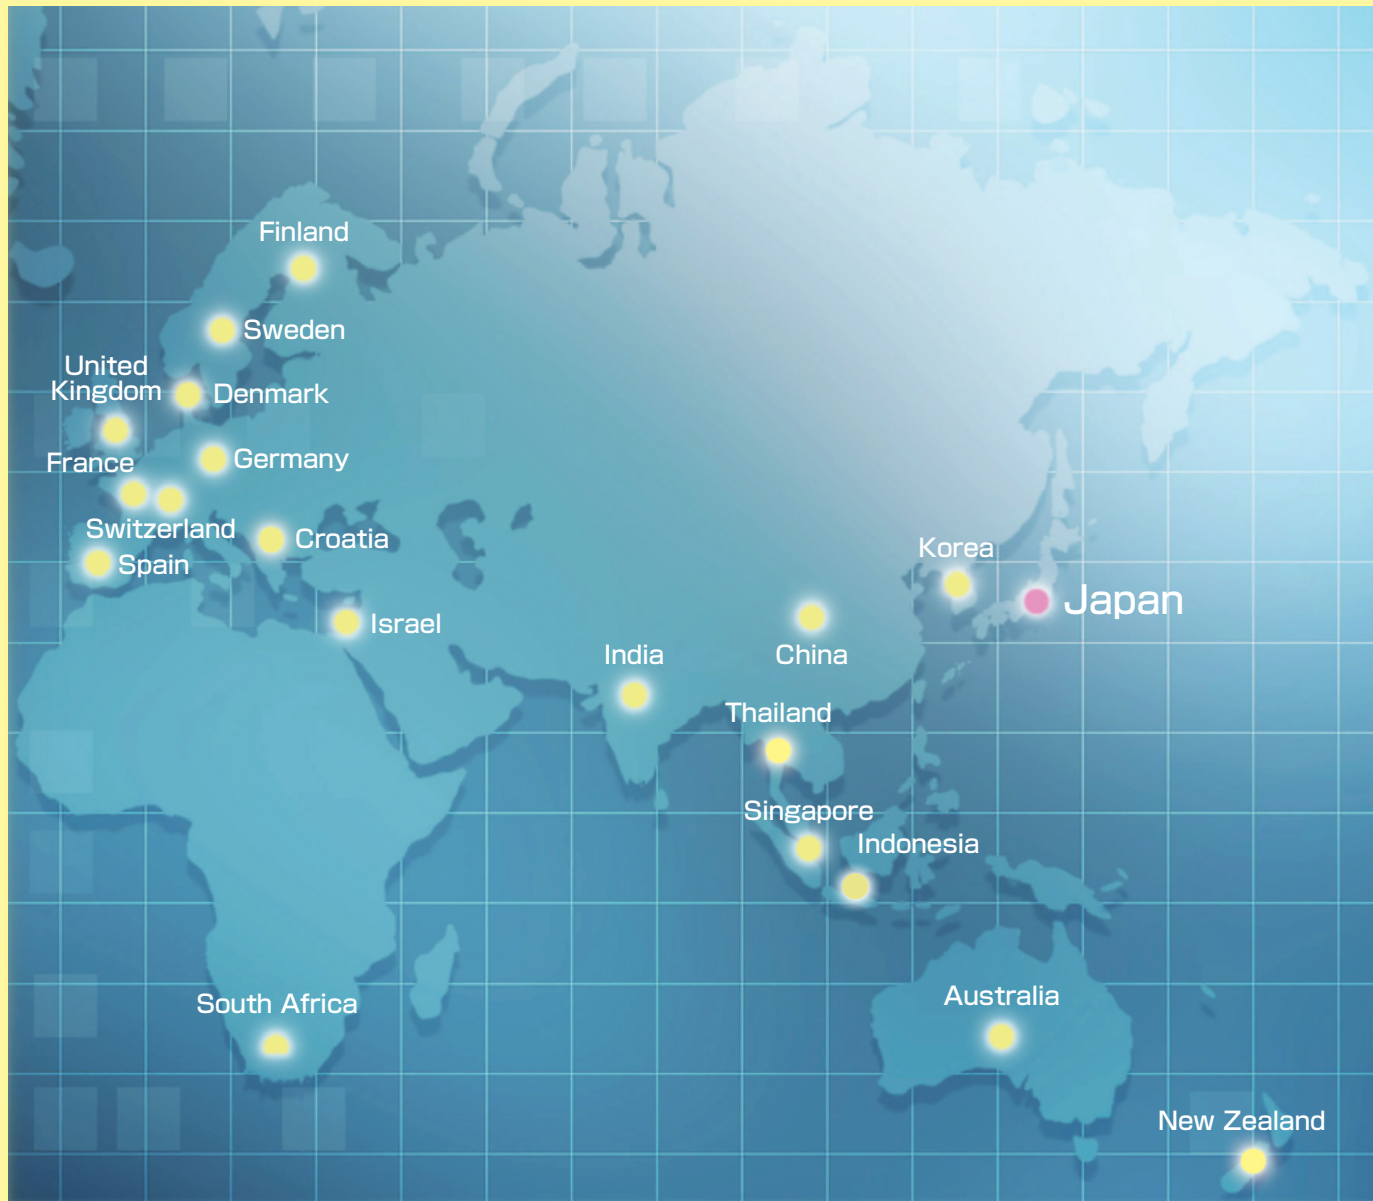 Finland
Sweden
United
Kingdom
Denmark
France
Germany
Switzerland
Croatia
Spain
Korea
Japan
Israel
India
China
Thailand
Singapore
Indonesia
South Africa
Australia
New Zealand